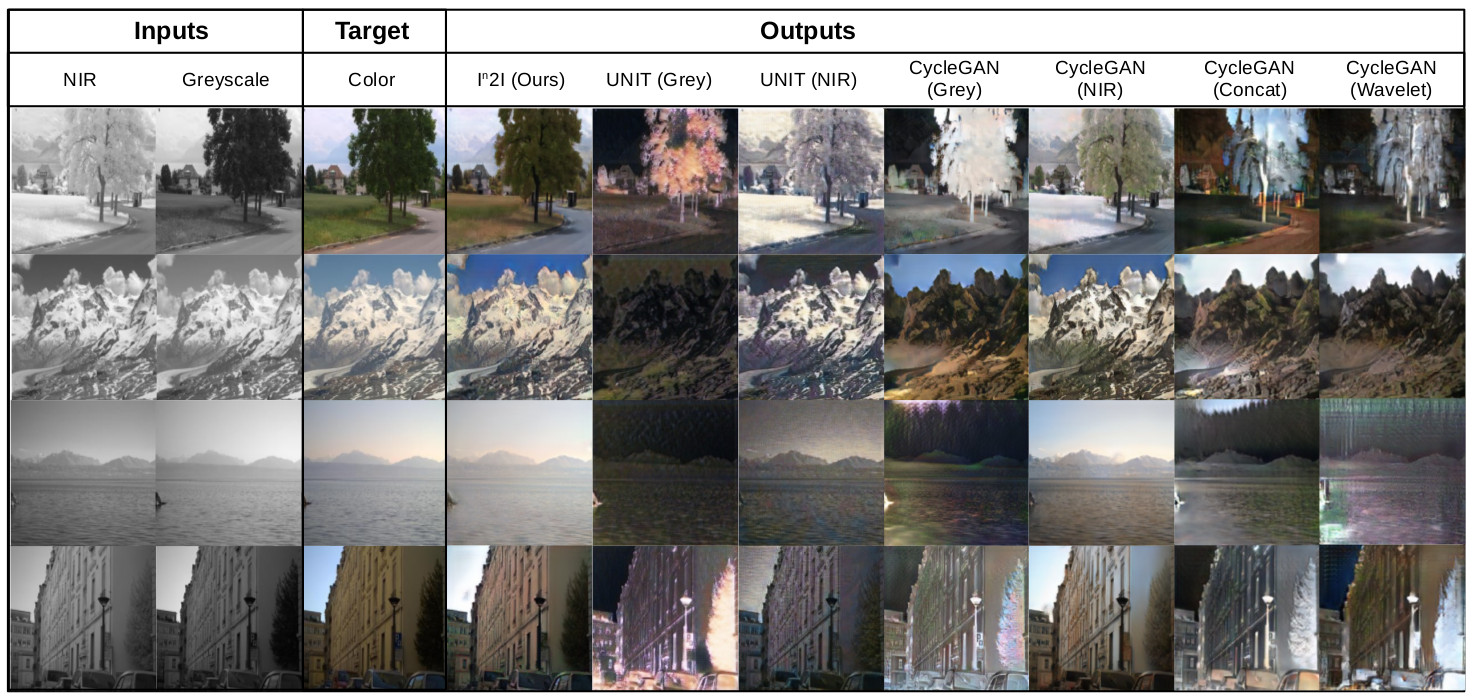 Inputs Target Outputs
NIR Greyscale Color Iⁿ2I (Ours) UNIT (Grey) UNIT (NIR) CycleGAN (Grey) CycleGAN (NIR) CycleGAN (Concat) CycleGAN (Wavelet)